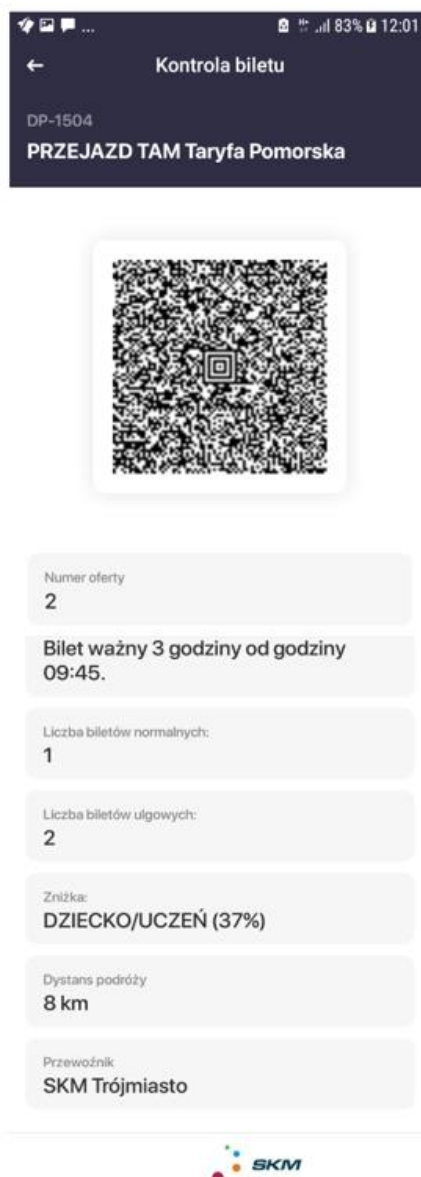 ... 83% 12:01
Kontrola biletu
DP-1504
PRZEJAZD TAM Taryfa Pomorska
Numer oferty
2
Bilet ważny 3 godziny od godziny
09:45.
Liczba biletów normalnych:
1
Liczba biletów ulgowych:
2
Zniżka:
DZIECKO/UCZEŃ (37%)
Dystans podróży
8 km
Przewoźnik
SKM Trójmiasto
SKM